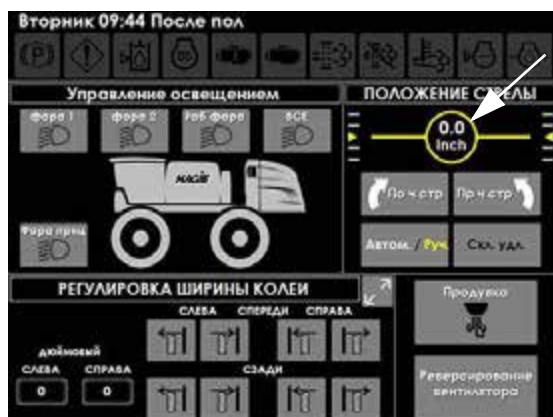 Вторник 09:44 После пол
(P)
Управление освещением
ПОЛОЖЕНИЕ СТРЕЛЫ
фара 1
фара 2
Раб фара
ВСЕ
0.0
Inch
MAGIE
По ч стр
Пр ч стр
Фара приц
Автом. / Руч.
Скл. удл.
РЕГУЛИРОВКА ШИРИНЫ КОЛЕИ
Продувка
СЛЕВА СПЕРЕДИ СПРАВА
дюймовый
СЛЕВА СПРАВА
СЗАДИ
0 0
Реверсирование
вентилятора